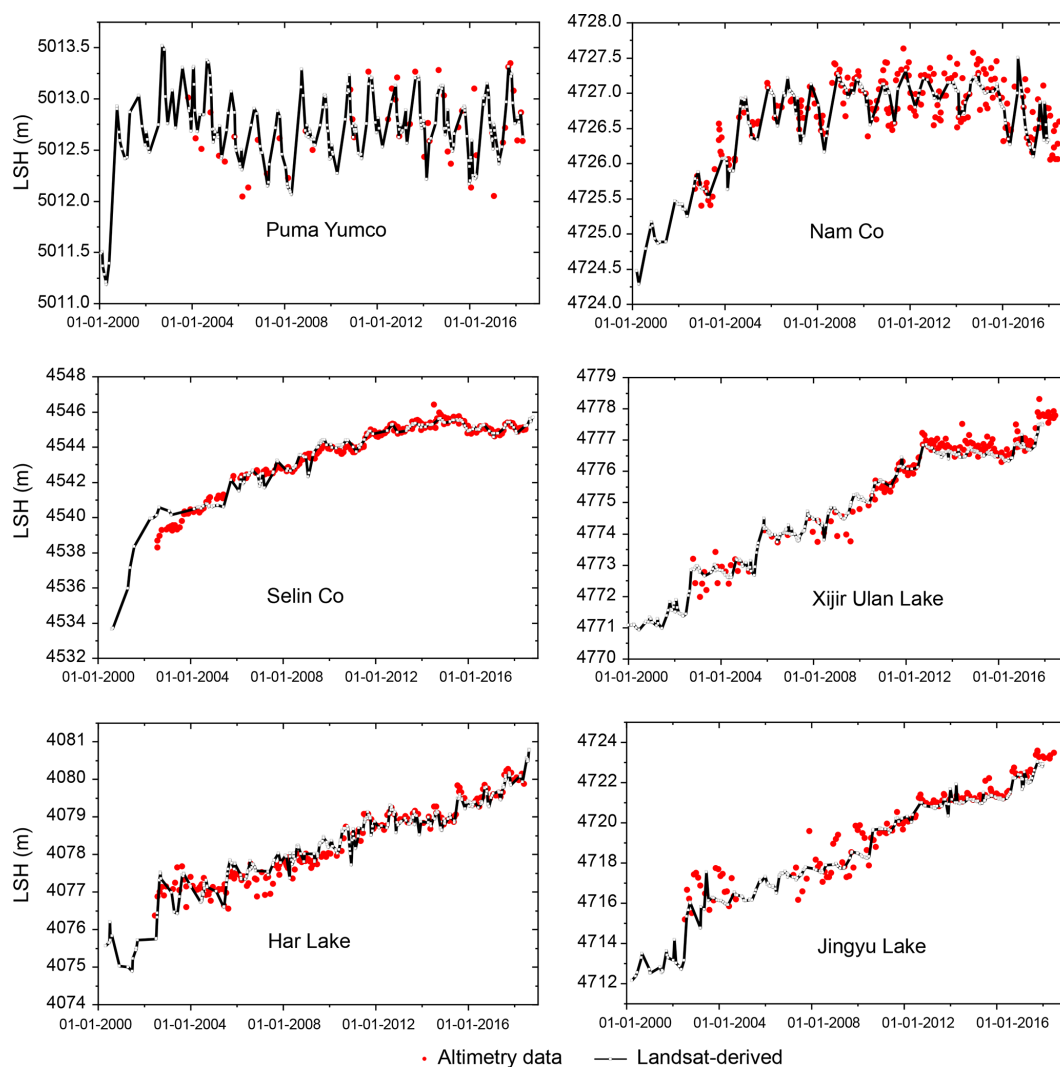 LSH (m)
5013.5
5013.0
5012.5
5012.0
5011.5
5011.0
Puma Yumco
01-01-2000 01-01-2004 01-01-2008 01-01-2012 01-01-2016
4728.0
4727.0
4726.0
4725.0
4724.0
Nam Co
01-01-2000 01-01-2004 01-01-2008 01-01-2012 01-01-2016
LSH (m)
4548
4546
4544
4542
4540
4538
4536
4534
4532
Selin Co
01-01-2000 01-01-2004 01-01-2008 01-01-2012 01-01-2016
4779
4778
4777
4776
4775
4774
4773
4772
4771
4770
Xijir Ulan Lake
01-01-2000 01-01-2004 01-01-2008 01-01-2012 01-01-2016
LSH (m)
4081
4080
4079
4078
4077
4076
4075
4074
Har Lake
01-01-2000 01-01-2004 01-01-2008 01-01-2012 01-01-2016
4724
4722
4720
4718
4716
4714
4712
Jingyu Lake
01-01-2000 01-01-2004 01-01-2008 01-01-2012 01-01-2016
Altimetry data Landsat-derived